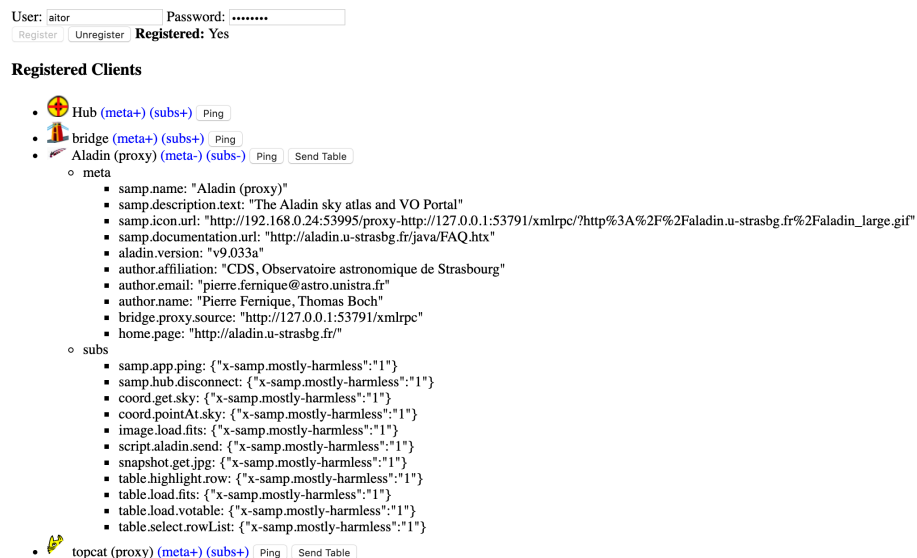 User: aitor Password: ••••••••
Register Unregister Registered: Yes
Registered Clients
Hub (meta+) (subs+) Ping
bridge (meta+) (subs+) Ping
Aladin (proxy) (meta-) (subs-) Ping Send Table
meta
samp.name: "Aladin (proxy)"
samp.description.text: "The Aladin sky atlas and VO Portal"
samp.icon.url: "http://192.168.0.24:53995/proxy-http://127.0.0.1:53791/xmlrpc/?http%3A%2F%2Faladin.u-strasbg.fr%2Faladin_large.gif"
samp.documentation.url: "http://aladin.u-strasbg.fr/java/FAQ.htx"
aladin.version: "v9.033a"
author.affiliation: "CDS, Observatoire astronomique de Strasbourg"
author.email: "pierre.fernique@astro.unistra.fr"
author.name: "Pierre Fernique, Thomas Boch"
bridge.proxy.source: "http://127.0.0.1:53791/xmlrpc"
home.page: "http://aladin.u-strasbg.fr/"
subs
samp.app.ping: {"x-samp.mostly-harmless":"1"}
samp.hub.disconnect: {"x-samp.mostly-harmless":"1"}
coord.get.sky: {"x-samp.mostly-harmless":"1"}
coord.pointAt.sky: {"x-samp.mostly-harmless":"1"}
image.load.fits: {"x-samp.mostly-harmless":"1"}
script.aladin.send: {"x-samp.mostly-harmless":"1"}
snapshot.get.jpg: {"x-samp.mostly-harmless":"1"}
table.highlight.row: {"x-samp.mostly-harmless":"1"}
table.load.fits: {"x-samp.mostly-harmless":"1"}
table.load.votable: {"x-samp.mostly-harmless":"1"}
table.select.rowList: {"x-samp.mostly-harmless":"1"}
topcat (proxy) (meta+) (subs+) Ping Send Table